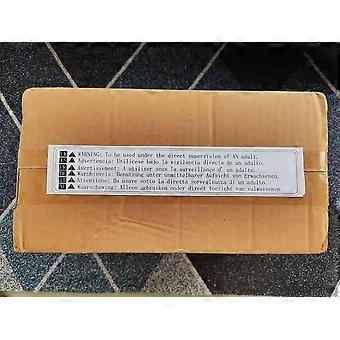 WARNING: To be used under the direct supervision of AN adult.
Advertencia: Utilícese bajo la vigilancia directa de un adulto.
Avertissement: A utiliser sous la surveillance d' un adulte.
Warnhinweis: Benutzung unter unmittelbarer Aufsicht von Erwachsenen.
Attenzione: Da usare sotto la diretta sorveglianza di un adulto.
Waarschuwing: Alleen gebruiken onder direct toezicht van volwassenen.